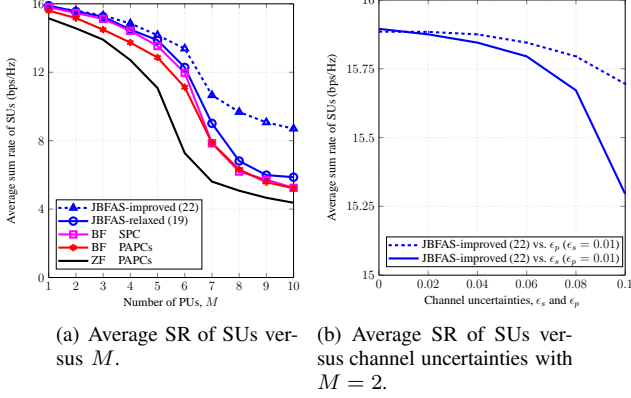 16
12
8
4
0
1 2 3 4 5 6 7 8 9 10
Average sum rate of SUs (bps/Hz)
Number of PUs, M
JBFAS-improved (22)
JBFAS-relaxed (19)
BF SPC
BF PAPCs
ZF PAPCs
(a) Average SR of SUs ver-
sus M.
16
15.75
15.5
15.25
15
0 0.02 0.04 0.06 0.08 0.1
Average sum rate of SUs (bps/Hz)
Channel uncertainties, ϵs and ϵp
JBFAS-improved (22) vs. ϵp (ϵs = 0.01)
JBFAS-improved (22) vs. ϵs (ϵp = 0.01)
(b) Average SR of SUs ver-
sus channel uncertainties with
M = 2.